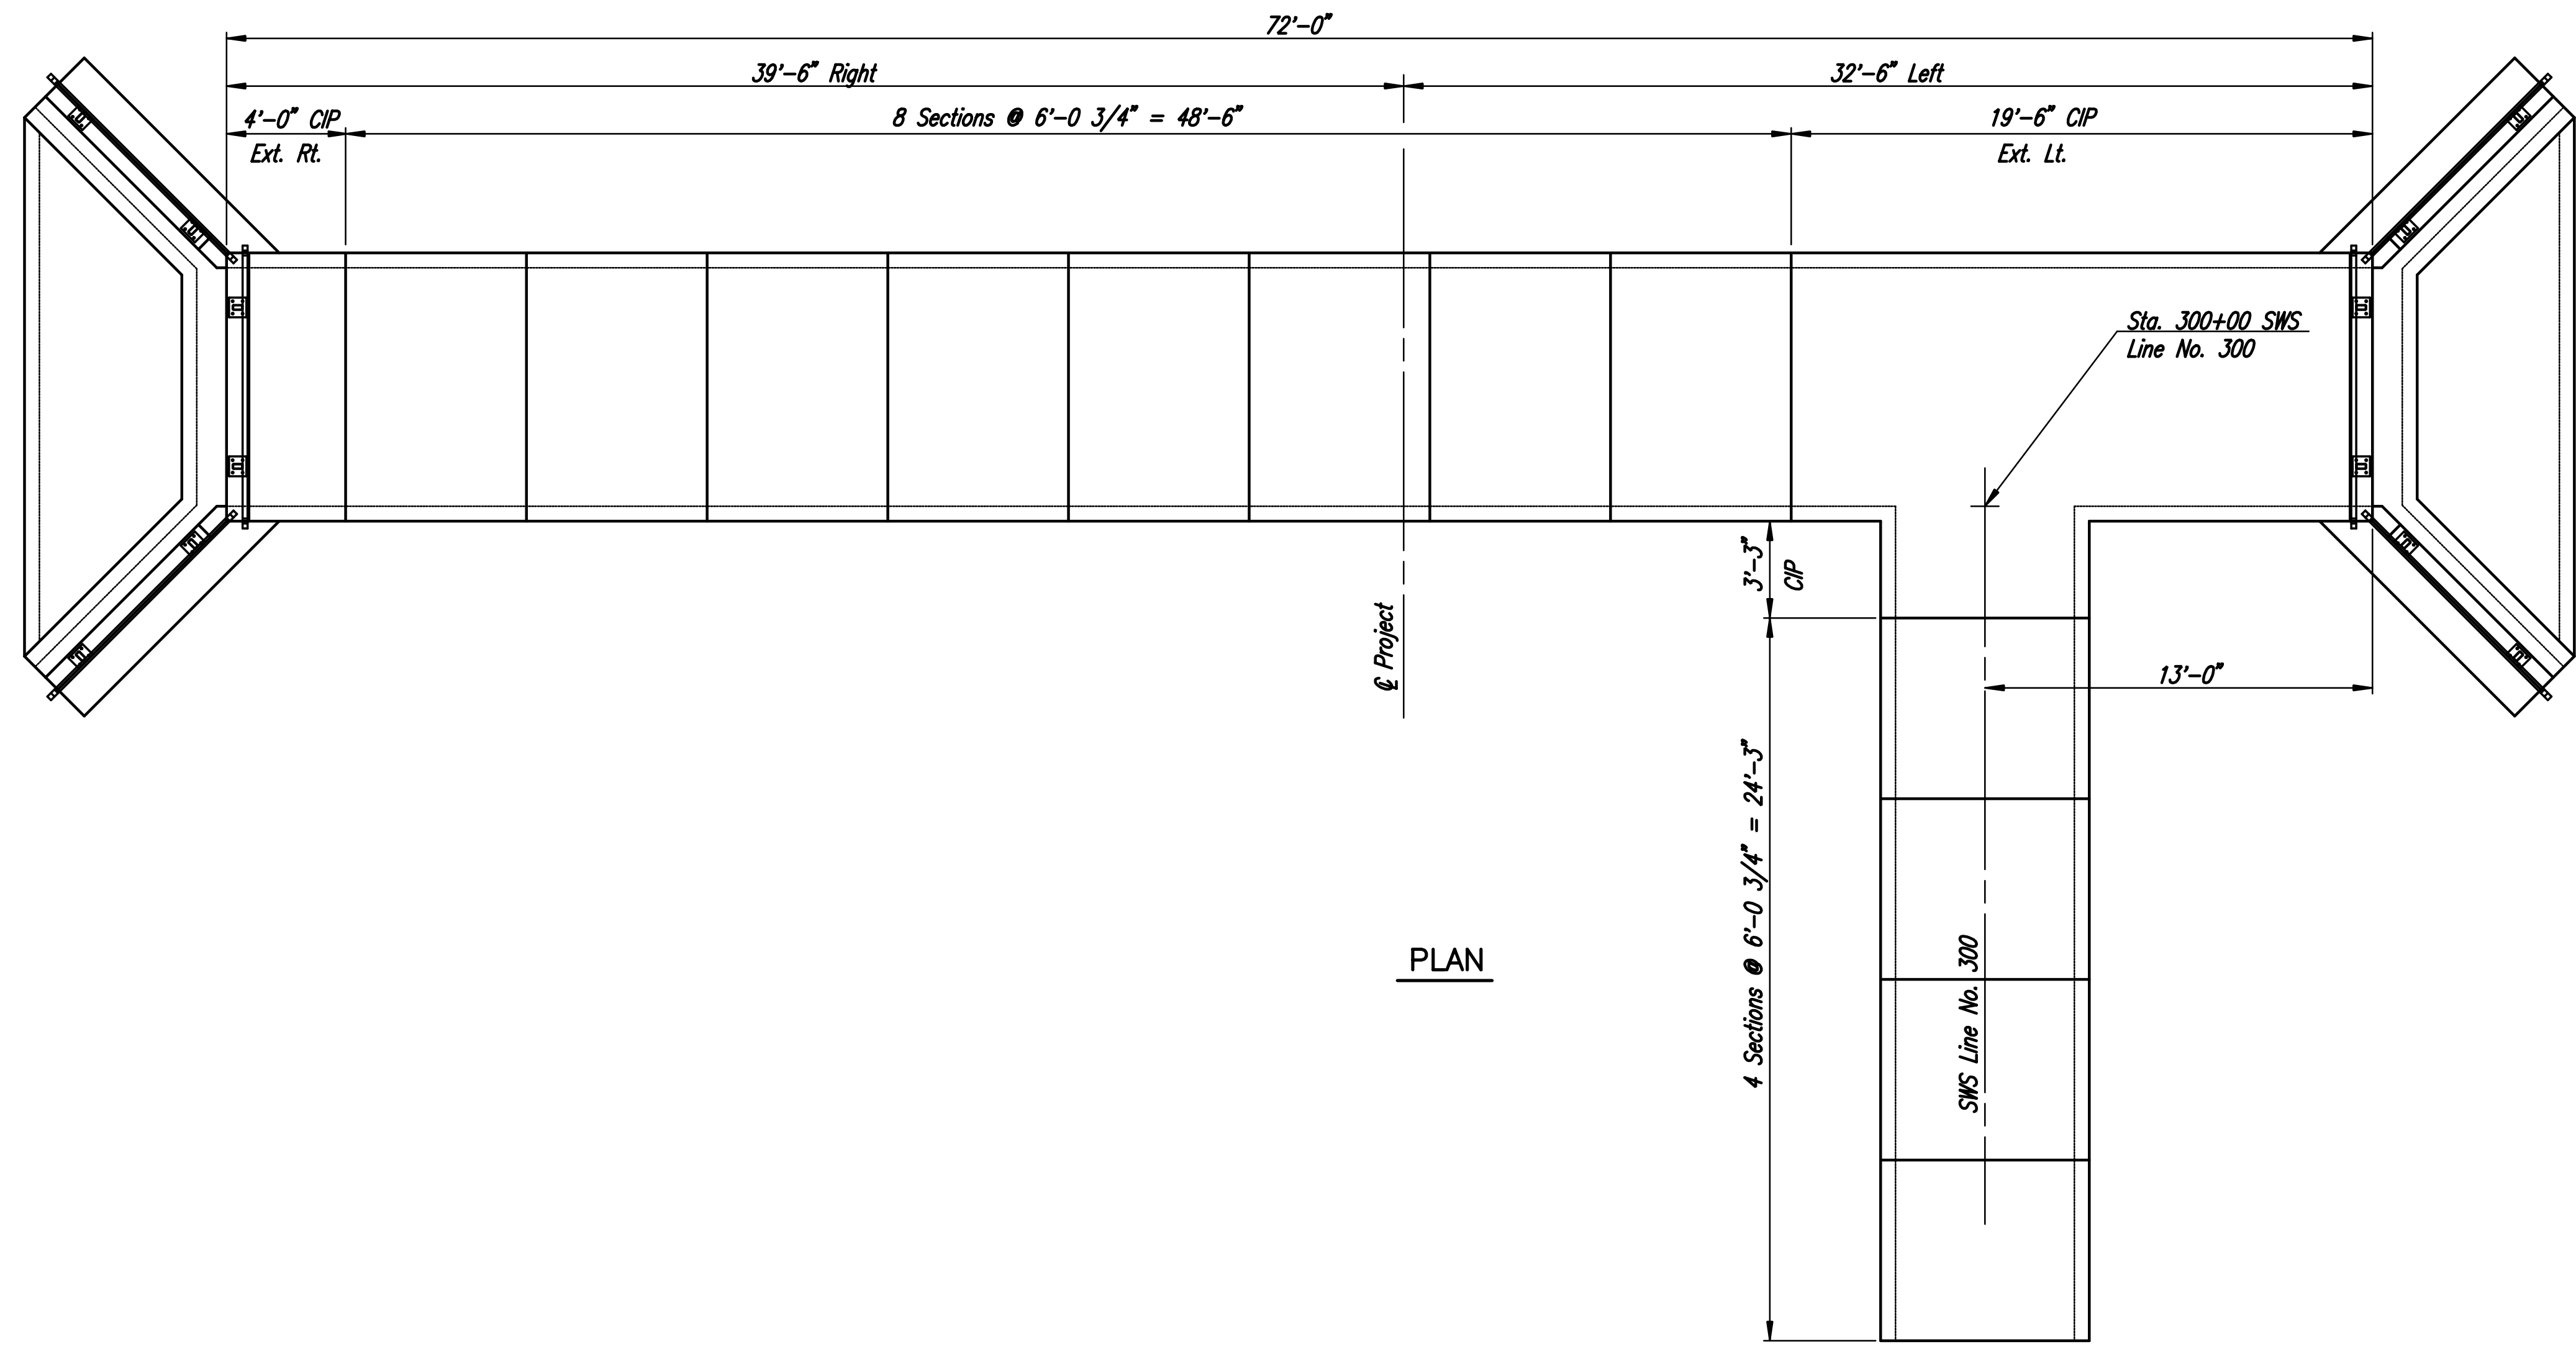 72'-0"
39'-6" Right
32'-6" Left
4'-0" CIP
Ext. Rt.
8 Sections @ 6'-0 3/4" = 48'-6"
19'-6" CIP
Ext. Lt.
Sta. 300+00 SWS
Line No. 300
3'-3"
CIP
℄ Project
13'-0"
4 Sections @ 6'-0 3/4" = 24'-3"
SWS Line No. 300
PLAN